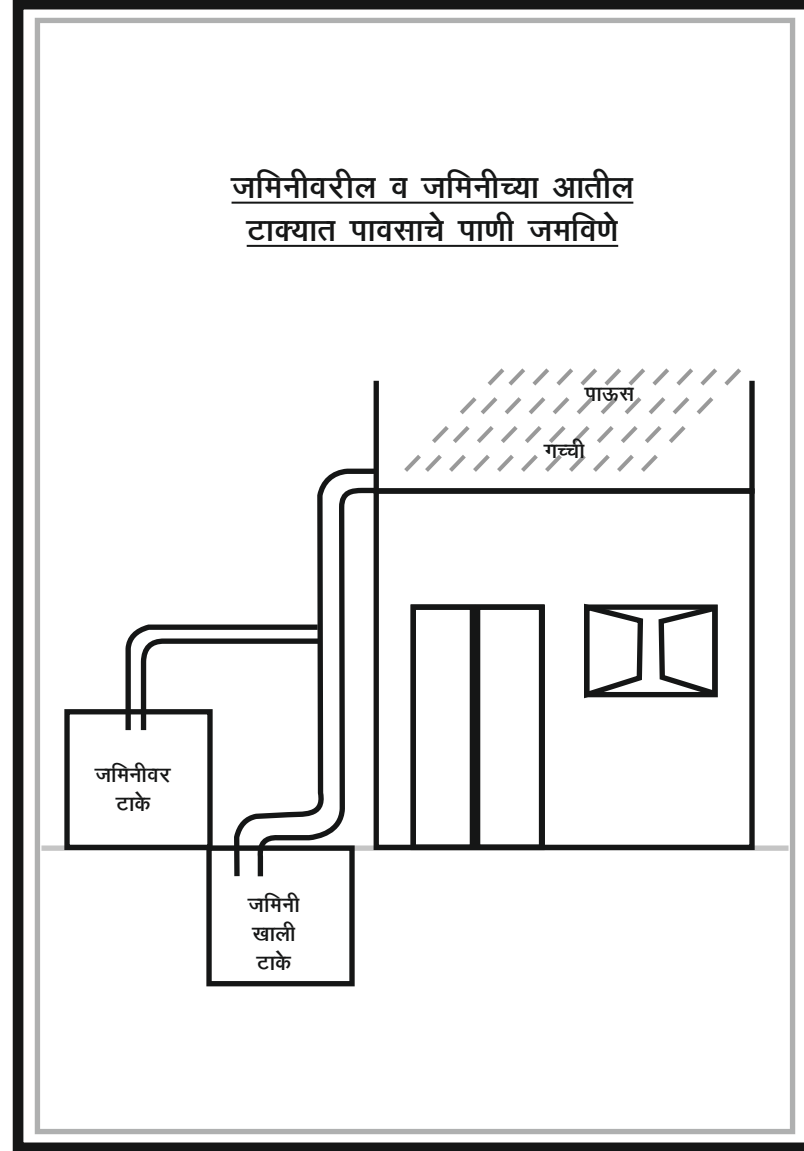 जमिनीवरील व जमिनीच्या आतील
टाक्यात पावसाचे पाणी जमविणे
पाऊस
गच्ची
जमिनीवर
टाके
जमिनी
खाली
टाके